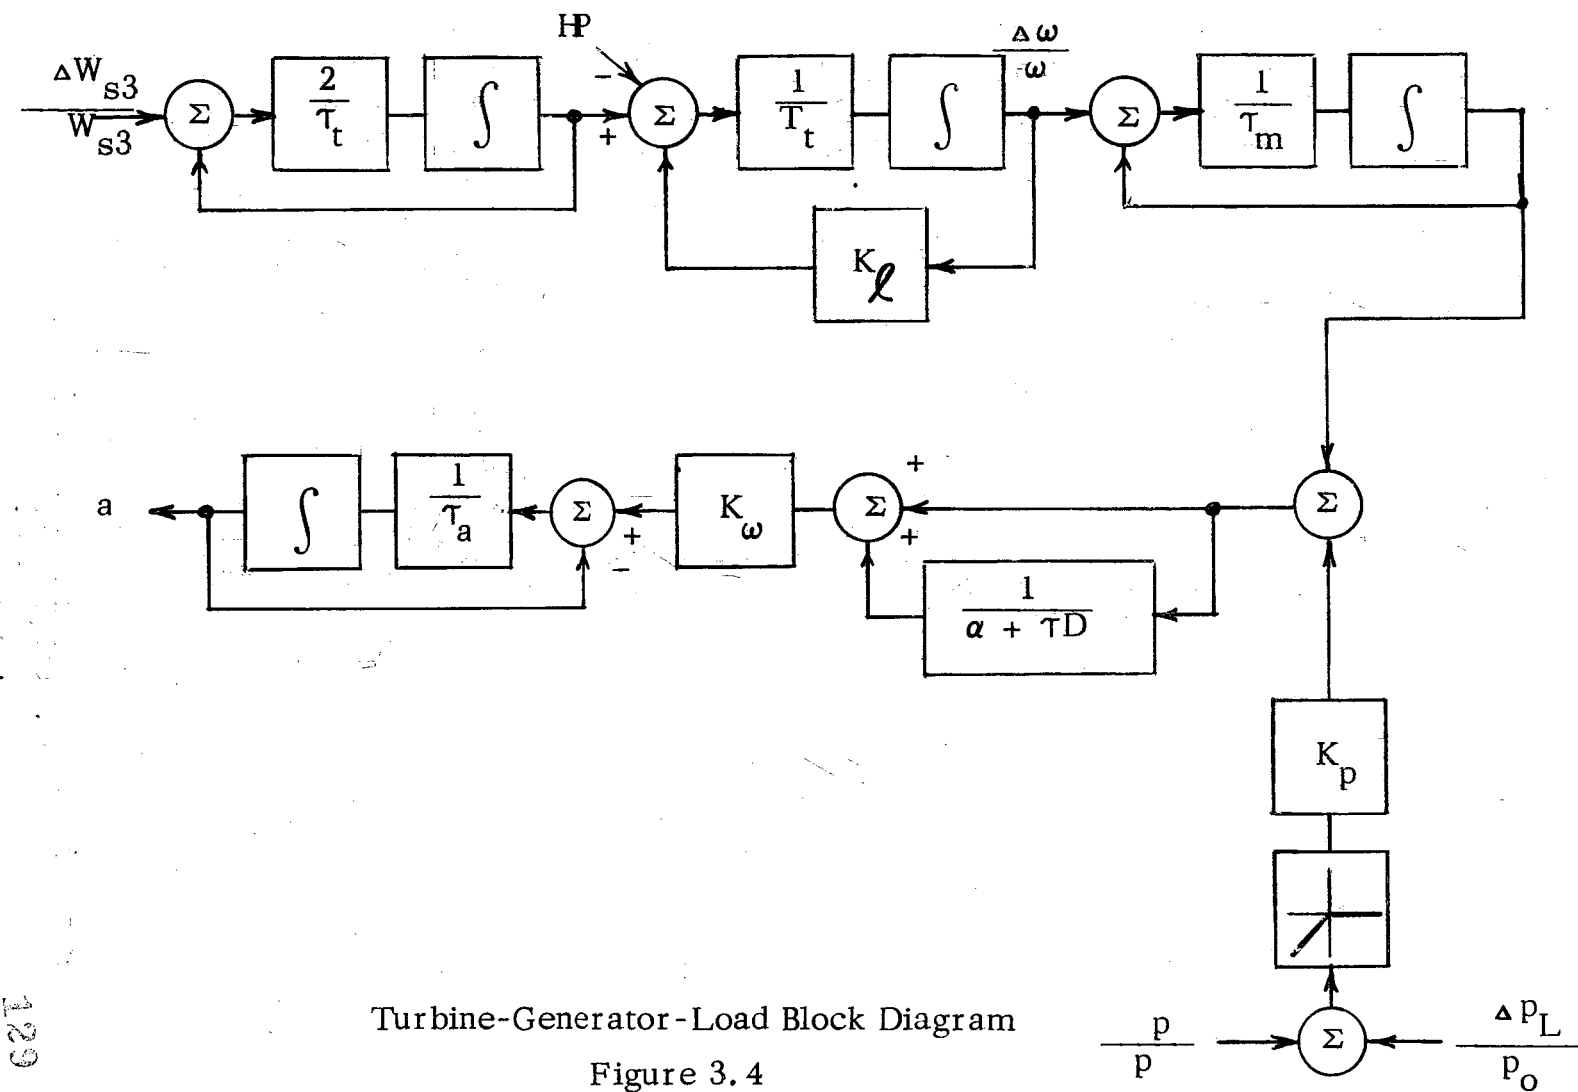 HP
Δω
ω
ΔW s3
W s3
Σ
2
τ t
∫
-
+
Σ
1
T t
∫
Σ
1
τ m
∫
K ℓ
a
∫
1
τ a
Σ
+
-
K ω
Σ
+
+
Σ
1
α + τD
K p
p
p
Σ
Δ p L
p o
Turbine-Generator-Load Block Diagram
Figure 3.4
129